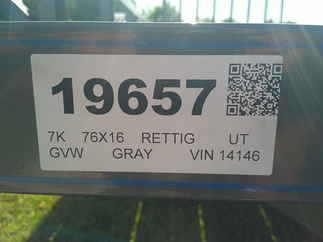 19657
7K 76X16 RETTIG UT
GVW GRAY VIN 14146